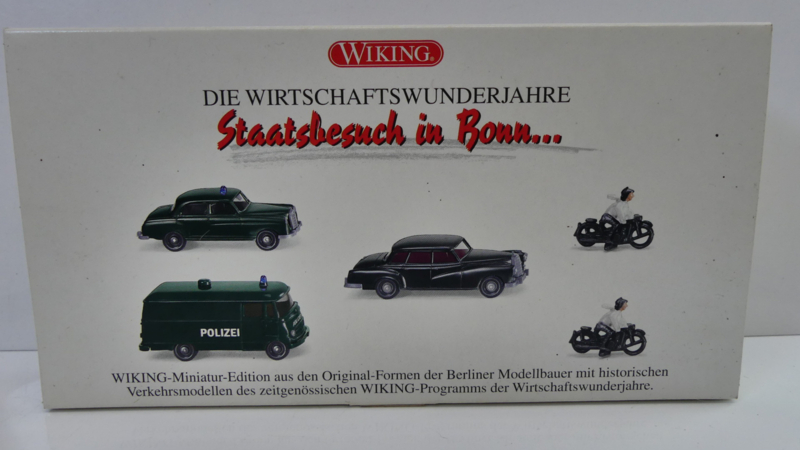 WIKING®
DIE WIRTSCHAFTSWUNDERJAHRE
Staatsbesuch in Bonn...
POLIZEI
WIKING-Miniatur-Edition aus den Original-Formen der Berliner Modellbauer mit historischen
Verkehrsmodellen des zeitgenössischen WIKING-Programms der Wirtschaftswunderjahre.